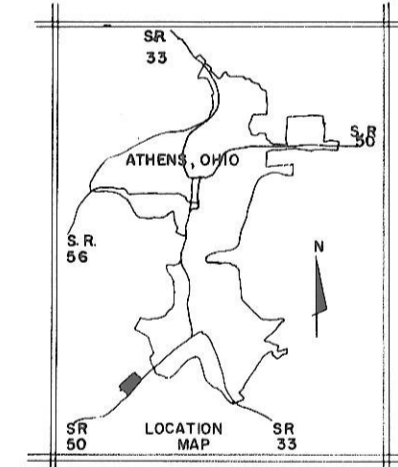 SR
33
S.R
50
ATHENS, OHIO
S.R.
56
N
SR
50
LOCATION
MAP
SR
33